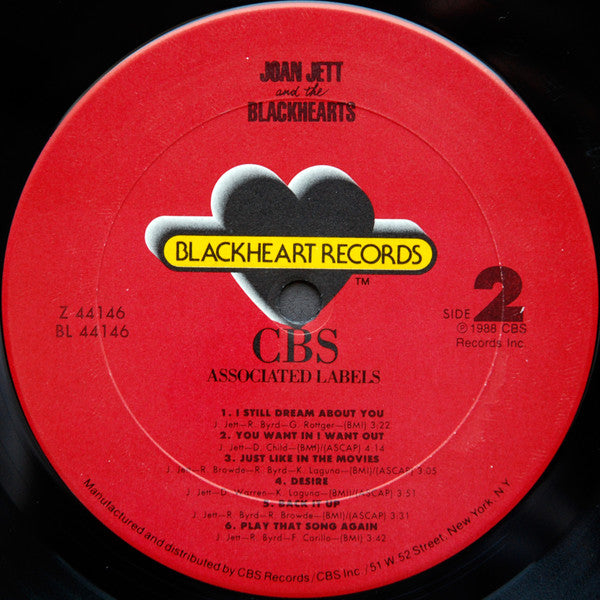 JOAN JETT
and the
BLACKHEARTS
BLACKHEART RECORDS
TM
Z 44146
BL 44146
SIDE 2
℗ 1988 CBS
Records Inc.
CBS
ASSOCIATED LABELS
1. I STILL DREAM ABOUT YOU
J. Jett—R. Byrd—G. Rottger—(BMI) 3:22
2. YOU WANT IN I WANT OUT
J. Jett—D. Child—(BMI)/(ASCAP) 4:14
3. JUST LIKE IN THE MOVIES
J. Jett—R. Browde—R. Byrd—K. Laguna—(BMI)/(ASCAP) 3:05
4. DESIRE
J. Jett—D. Warren—K. Laguna—(BMI)/(ASCAP) 3:51
5. BACK IT UP
J. Jett—R. Byrd—R. Browde—(BMI)/(ASCAP) 3:31
6. PLAY THAT SONG AGAIN
J. Jett—R. Byrd—F. Carillo—(BMI) 3:42
Manufactured and distributed by CBS Records/CBS Inc./51 W. 52 Street, New York, N.Y.